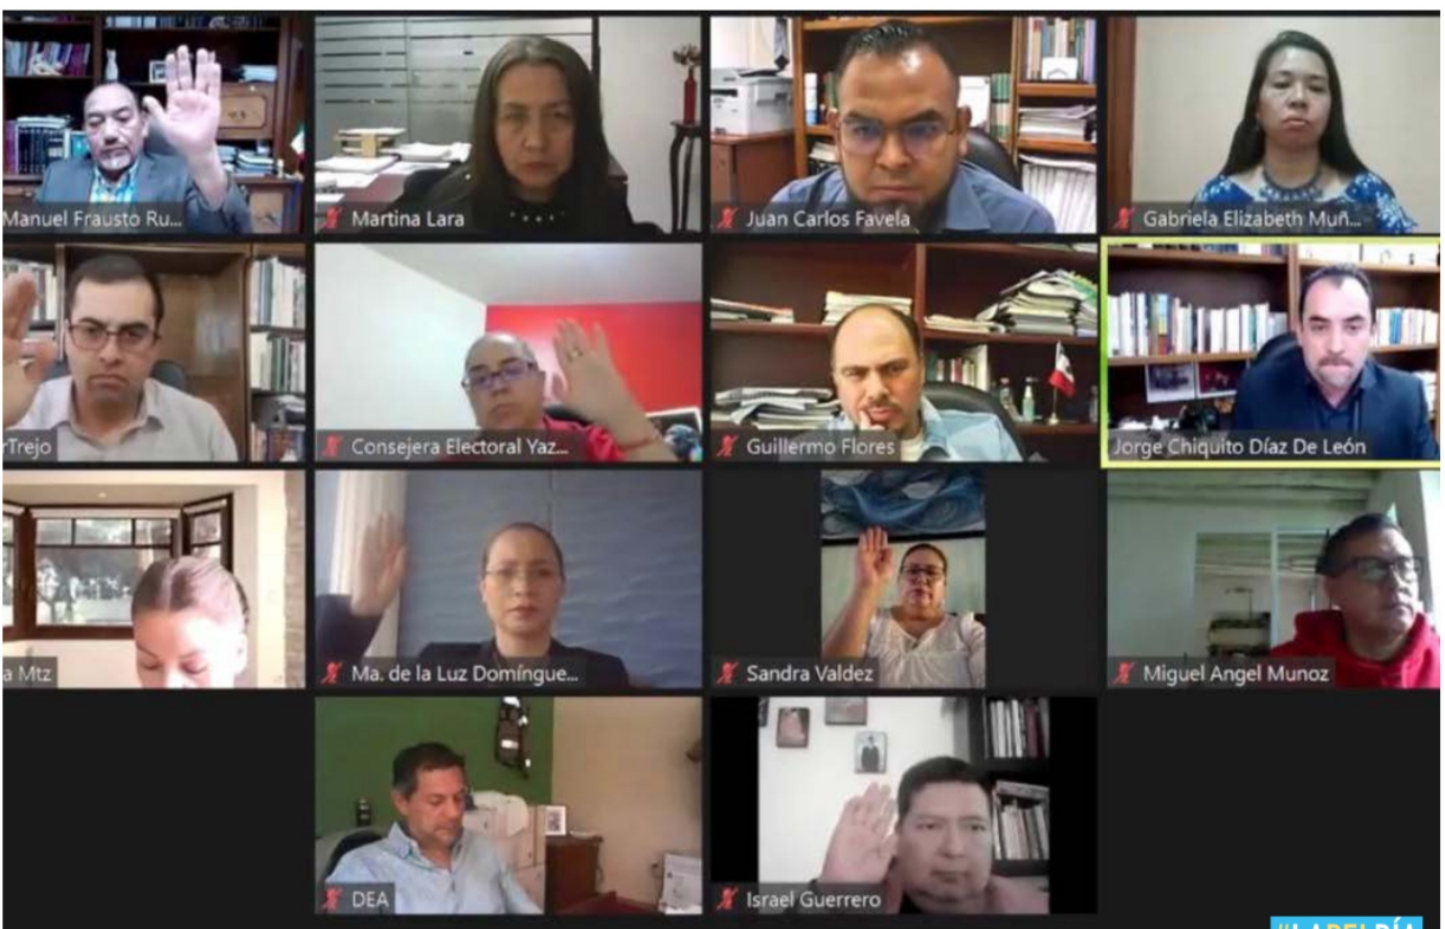 Manuel Frausto Ru...
Martina Lara
Juan Carlos Favela
Gabriela Elizabeth Muñ...
Trejo
Consejera Electoral Yaz...
Guillermo Flores
Jorge Chiquito Díaz De León
a Mtz
Ma. de la Luz Domíngue...
Sandra Valdez
Miguel Angel Munoz
DEA
Israel Guerrero
#LADELDÍA